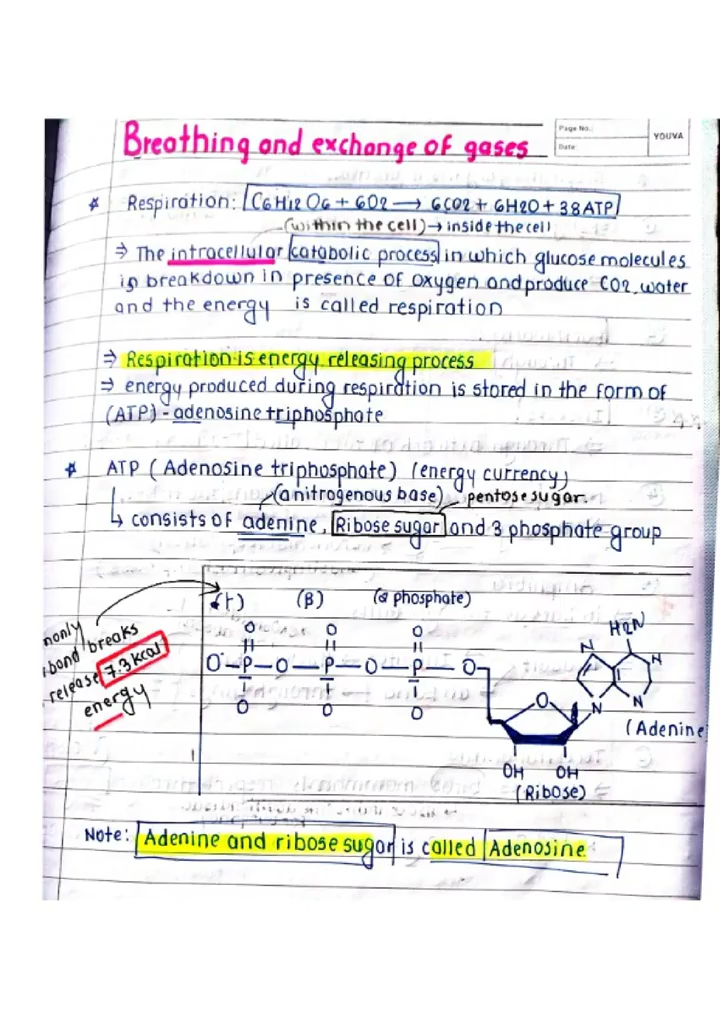 Page No.:
Date:
YOUVA
Breathing and exchange of gases
☆ Respiration: C6H12O6 + 6O2 → 6CO2 + 6H2O + 38ATP
(within the cell) → inside the cell
⇒ The intracellular catabolic process in which glucose molecules
is breakdown in presence of oxygen and produce CO2, water
and the energy is called respiration
⇒ Respiration is energy releasing process
⇒ energy produced during respiration is stored in the form of
(ATP) - adenosine triphosphate
☆ ATP (Adenosine triphosphate) (energy currency)
(a nitrogenous base) pentose sugar.
↳ consists of adenine, Ribose sugar and 3 phosphate group
(β) (α phosphate)
monly
bond breaks
release 7.3 Kcal
energy
O O O
O⁻—P—O—P—O—P—O
O O O
H2N
N N
N N
O
(Adenine
OH OH
(Ribose)
Note: Adenine and ribose sugar is called Adenosine